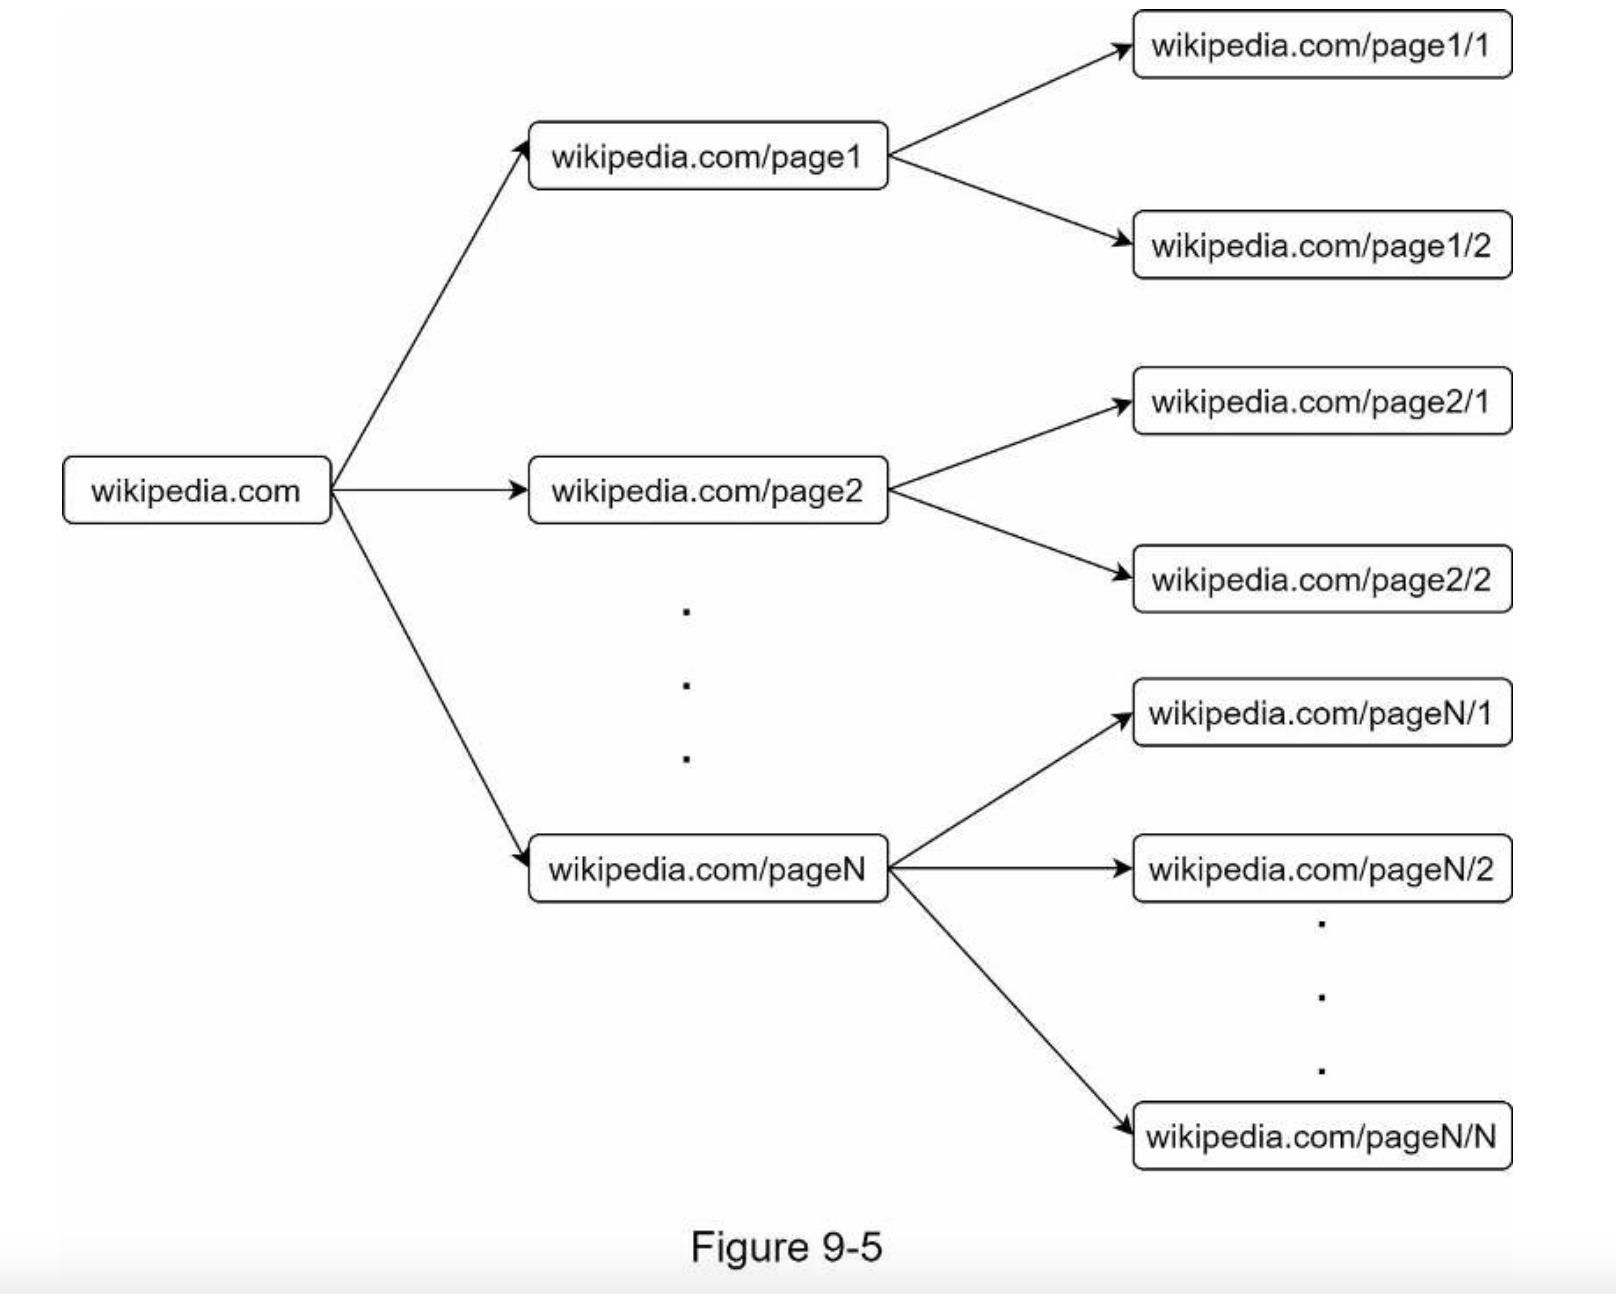 wikipedia.com
wikipedia.com/page1
wikipedia.com/page2
wikipedia.com/pageN
wikipedia.com/page1/1
wikipedia.com/page1/2
wikipedia.com/page2/1
wikipedia.com/page2/2
wikipedia.com/pageN/1
wikipedia.com/pageN/2
wikipedia.com/pageN/N
Figure 9-5